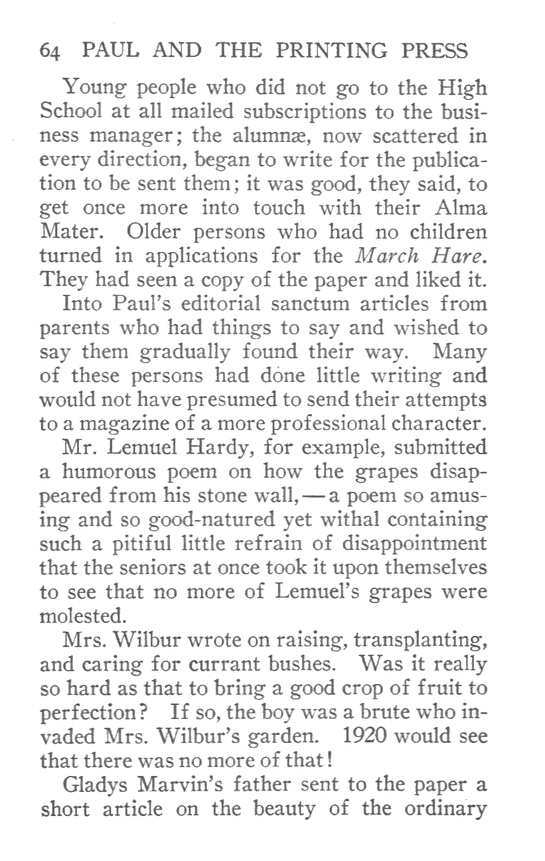 64 PAUL AND THE PRINTING PRESS
Young people who did not go to the High
School at all mailed subscriptions to the busi-
ness manager; the alumnæ, now scattered in
every direction, began to write for the publica-
tion to be sent them; it was good, they said, to
get once more into touch with their Alma
Mater. Older persons who had no children
turned in applications for the March Hare.
They had seen a copy of the paper and liked it.
Into Paul's editorial sanctum articles from
parents who had things to say and wished to
say them gradually found their way. Many
of these persons had done little writing and
would not have presumed to send their attempts
to a magazine of a more professional character.
Mr. Lemuel Hardy, for example, submitted
a humorous poem on how the grapes disap-
peared from his stone wall,—a poem so amus-
ing and so good-natured yet withal containing
such a pitiful little refrain of disappointment
that the seniors at once took it upon themselves
to see that no more of Lemuel's grapes were
molested.
Mrs. Wilbur wrote on raising, transplanting,
and caring for currant bushes. Was it really
so hard as that to bring a good crop of fruit to
perfection? If so, the boy was a brute who in-
vaded Mrs. Wilbur's garden. 1920 would see
that there was no more of that!
Gladys Marvin's father sent to the paper a
short article on the beauty of the ordinary